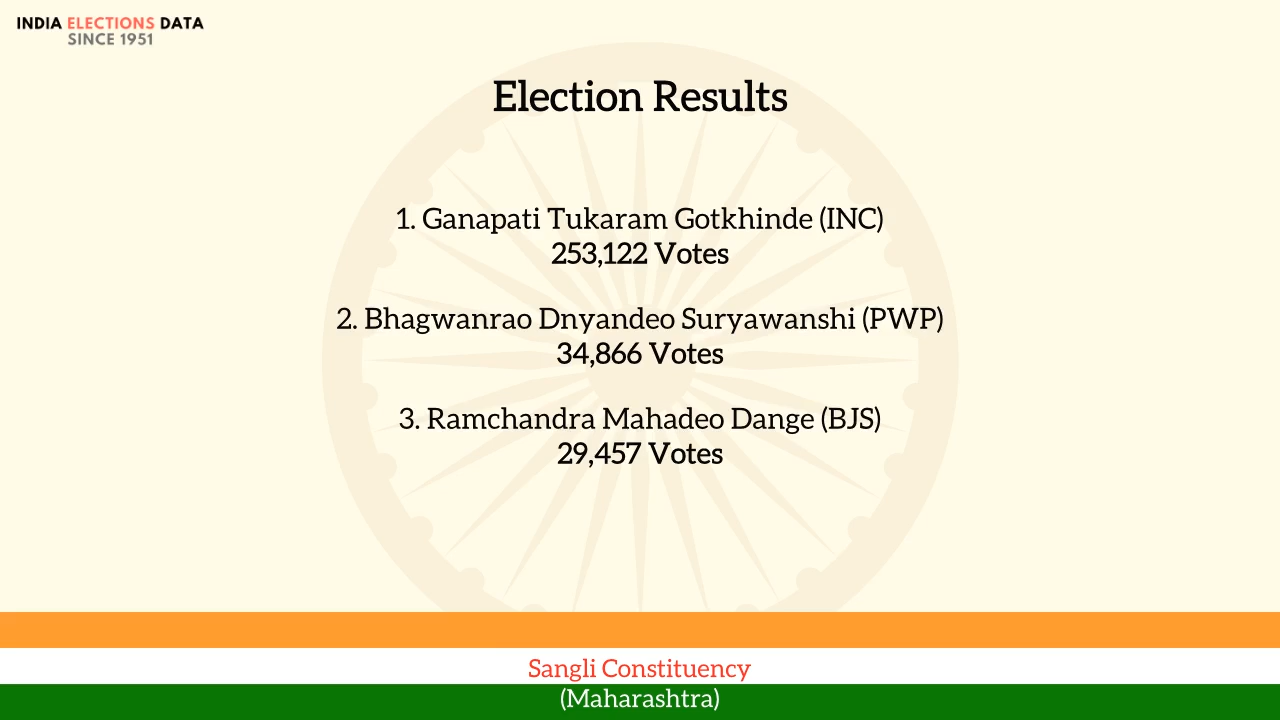 INDIA ELECTIONS DATA
SINCE 1951
Election Results
1. Ganapati Tukaram Gotkhinde (INC)
253,122 Votes
2. Bhagwanrao Dnyandeo Suryawanshi (PWP)
34,866 Votes
3. Ramchandra Mahadeo Dange (BJS)
29,457 Votes
Sangli Constituency
(Maharashtra)